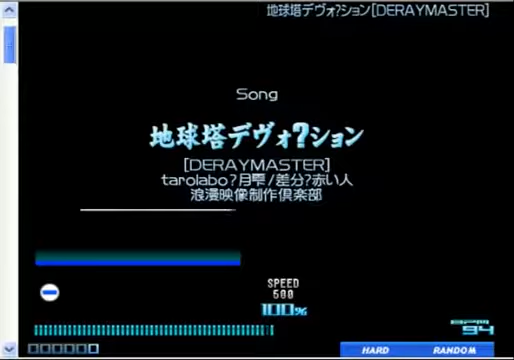 地球塔デヴォ?ション[DERAYMASTER]
Song
地球塔デヴォ?ション
[DERAYMASTER]
tarolabo?月雫/差分?赤い人
浪漫映像制作倶楽部
SPEED
500
100%
94
HARD RANDOM